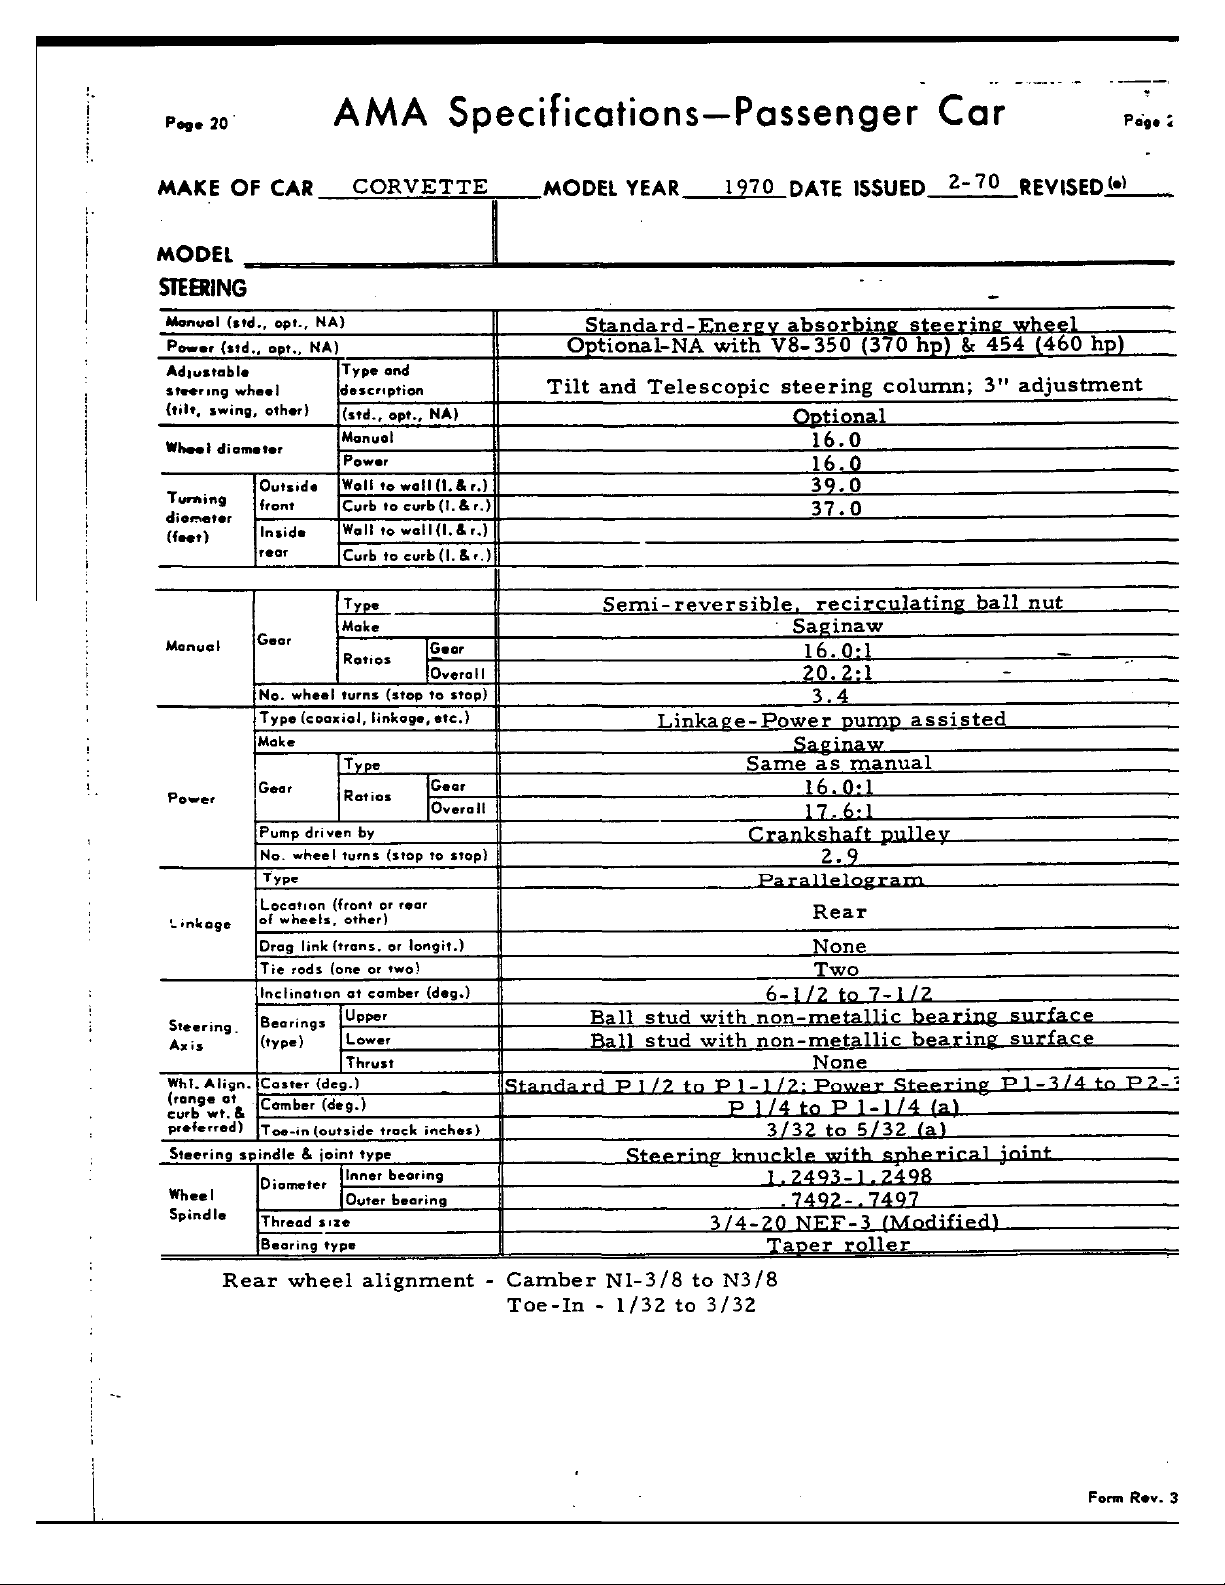 Page 20 AMA Specifications—Passenger Car Page
MAKE OF CAR CORVETTE MODEL YEAR 1970 DATE ISSUED 2-70 REVISED (•)
MODEL
STEERING
Manual (std., opt., NA) Standard-Energy absorbing steering wheel
Power (std., opt., NA) Optional-NA with V8-350 (370 hp) & 454 (460 hp)
Adjustable steering wheel (tilt, swing, other) Type and description Tilt and Telescopic steering column; 3" adjustment
(std., opt., NA) Optional
Wheel diameter Manual 16.0
Power 16.0
Turning diameter (feet) Outside front Wall to wall (l. & r.) 39.0
Curb to curb (l. & r.) 37.0
Inside rear Wall to wall (l. & r.)
Curb to curb (l. & r.)
Manual Gear Type Semi-reversible, recirculating ball nut
Make Saginaw
Ratios Gear 16.0:1
Overall 20.2:1
No. wheel turns (stop to stop) 3.4
Power Type (coaxial, linkage, etc.) Linkage-Power pump assisted
Make Saginaw
Gear Type Same as manual
Ratios Gear 16.0:1
Overall 17.6:1
Pump driven by Crankshaft pulley
No. wheel turns (stop to stop) 2.9
Linkage Type Parallelogram
Location (front or rear of wheels, other) Rear
Drag link (trans. or longit.) None
Tie rods (one or two) Two
Steering Axis Inclination at camber (deg.) 6-1/2 to 7-1/2
Bearings (type) Upper Ball stud with non-metallic bearing surface
Lower Ball stud with non-metallic bearing surface
Thrust None
Whl. Align. (range at curb wt. & preferred) Caster (deg.) Standard P 1/2 to P 1-1/2; Power Steering P 1-3/4 to P 2-
Camber (deg.) P 1/4 to P 1-1/4 (a)
Toe-in (outside track inches) 3/32 to 5/32 (a)
Steering spindle & joint type Steering knuckle with spherical joint
Wheel Spindle Diameter Inner bearing 1.2493-1.2498
Outer bearing .7492-.7497
Thread size 3/4-20 NEF-3 (Modified)
Bearing type Taper roller
Rear wheel alignment - Camber N1-3/8 to N3/8
Toe-In - 1/32 to 3/32
Form Rev. 3